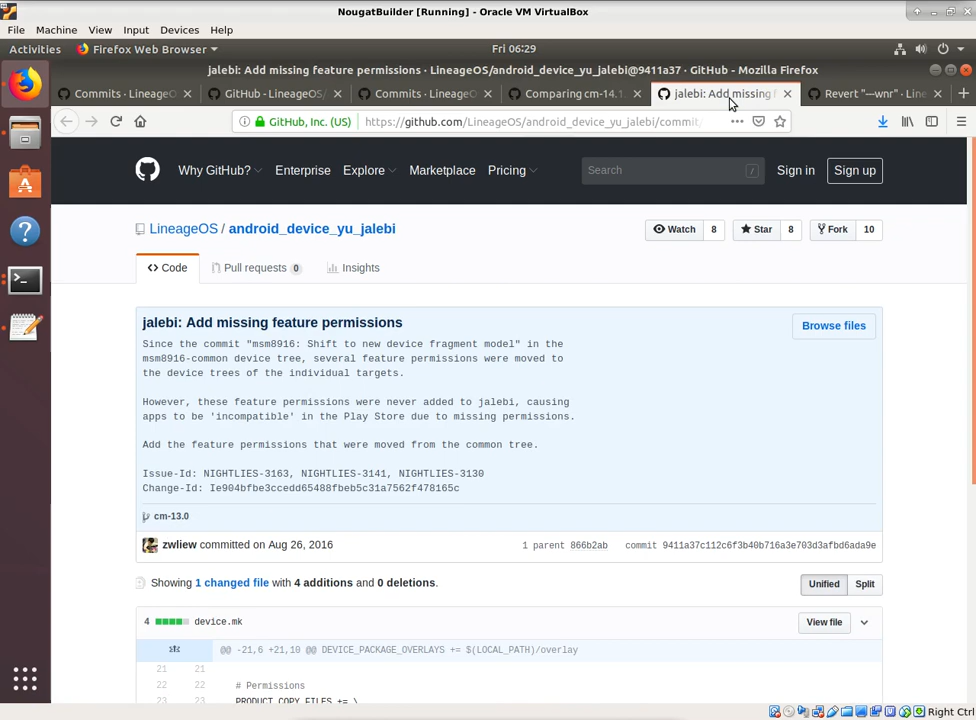 NougatBuilder [Running] - Oracle VM VirtualBox
File Machine View Input Devices Help
Activities Firefox Web Browser Fri 06:29
jalebi: Add missing feature permissions · LineageOS/android_device_yu_jalebi@9411a37 · GitHub - Mozilla Firefox
Commits · LineageO GitHub - LineageOS/ Commits · LineageO Comparing cm-14.1. jalebi: Add missing f Revert "—wnr" · Line
GitHub, Inc. (US) https://github.com/LineageOS/android_device_yu_jalebi/commit/
Why GitHub? Enterprise Explore Marketplace Pricing Search / Sign in Sign up
LineageOS / android_device_yu_jalebi Watch 8 Star 8 Fork 10
Code Pull requests 0 Insights
jalebi: Add missing feature permissions Browse files
Since the commit "msm8916: Shift to new device fragment model" in the
msm8916-common device tree, several feature permissions were moved to
the device trees of the individual targets.
However, these feature permissions were never added to jalebi, causing
apps to be 'incompatible' in the Play Store due to missing permissions.
Add the feature permissions that were moved from the common tree.
Issue-Id: NIGHTLIES-3163, NIGHTLIES-3141, NIGHTLIES-3130
Change-Id: Ie904bfbe3ccedd65488fbeb5c31a7562f478165c
cm-13.0
zwliew committed on Aug 26, 2016 1 parent 866b2ab commit 9411a37c112c6f3b40b716a3e703d3afbd6ada9e
Showing 1 changed file with 4 additions and 0 deletions. Unified Split
4 device.mk View file
@@ -21,6 +21,10 @@ DEVICE_PACKAGE_OVERLAYS += $(LOCAL_PATH)/overlay
21 21
22 22 # Permissions
23 23 PRODUCT_COPY_FILES += \
Right Ctrl